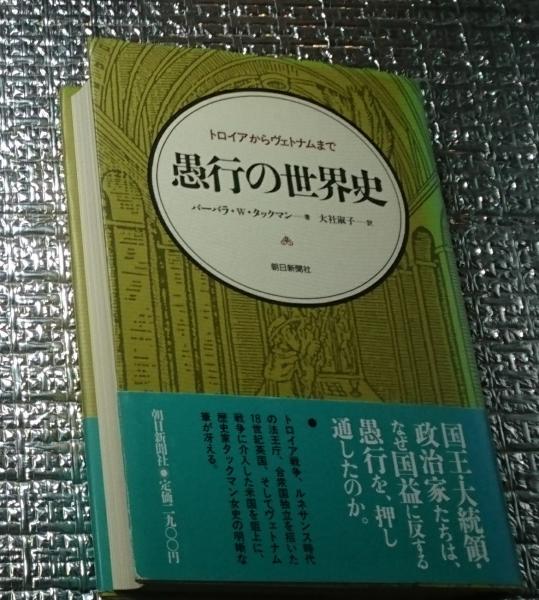 トロイアからヴェトナムまで
愚行の世界史
バーバラ・W・タックマン—著 大社淑子—訳
朝日新聞社
国王・大統領・
政治家たちは、
なぜ国益に反する
愚行を、押し
通したのか。
●
トロイア戦争、ルネサンス時代
の法王庁、合衆国独立を招いた
18世紀英国、そしてヴェトナム
戦争に介入した米国を俎上に、
歴史家タックマン女史の明晰な
筆が冴える。
朝日新聞社●定価二九〇〇円